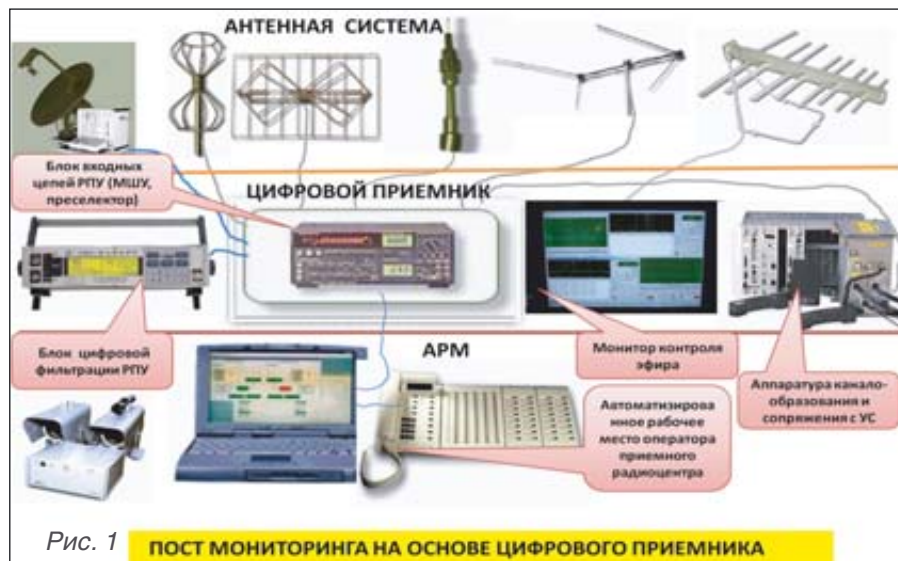 АНТЕННАЯ СИСТЕМА
Блок входных
цепей РПУ (МШУ,
преселектор)
ЦИФРОВОЙ ПРИЕМНИК
Блок цифровой
фильтрации РПУ
АРМ
Монитор контроля
эфира
Автоматизирова
нное рабочее
место оператора
приемного
радиоцентра
Аппаратура канало-
образования и
сопряжения с УС
Рис. 1
ПОСТ МОНИТОРИНГА НА ОСНОВЕ ЦИФРОВОГО ПРИЕМНИКА